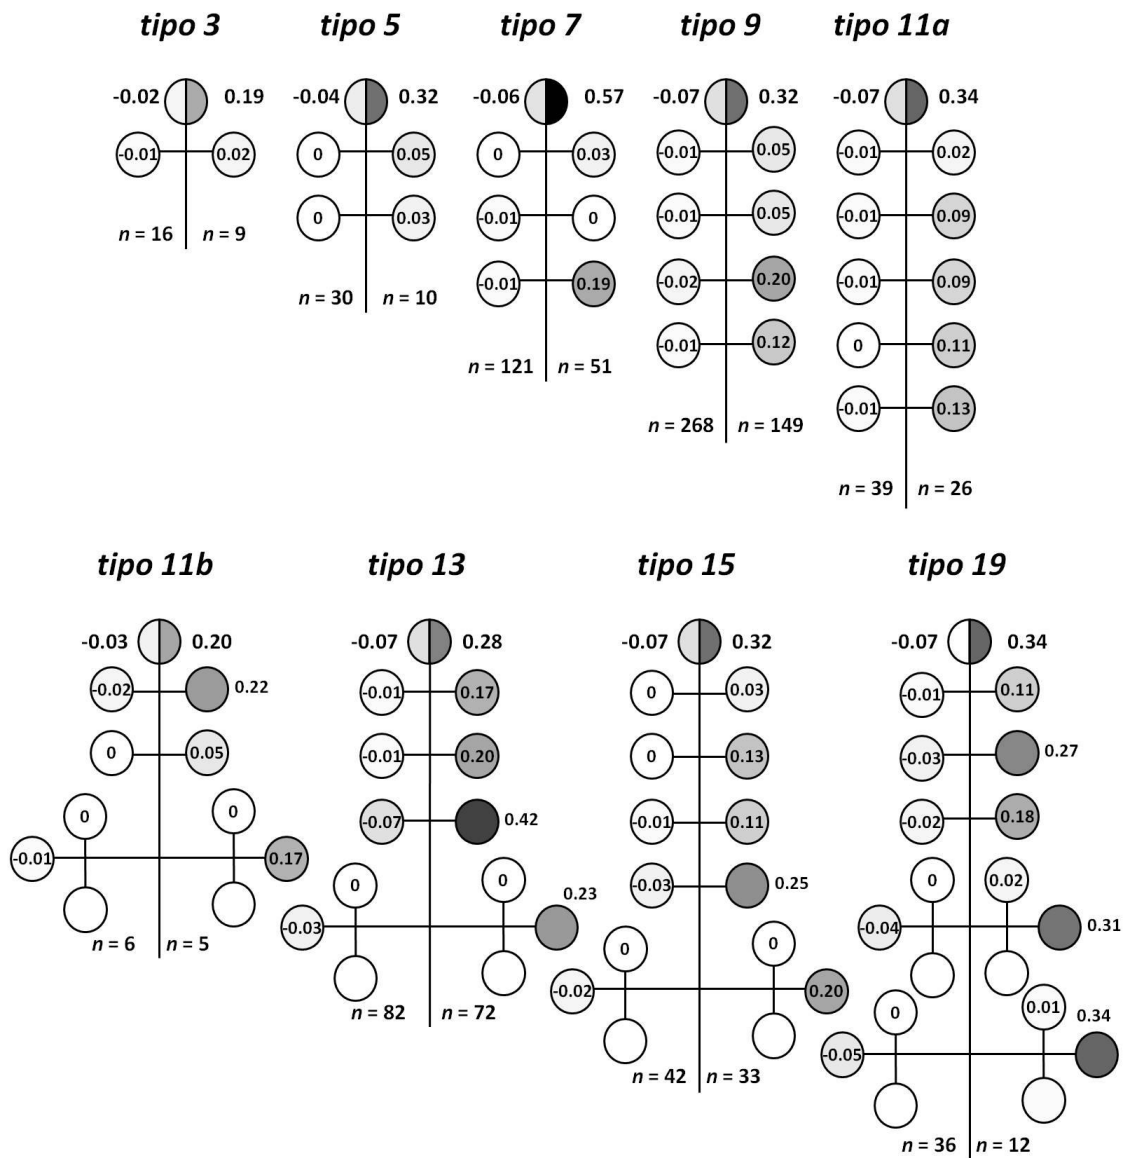 tipo 3 tipo 5 tipo 7 tipo 9 tipo 11a
-0.02 0.19 -0.04 0.32 -0.06 0.57 -0.07 0.32 -0.07 0.34
-0.01 0.02 0 0.05 0 0.03 -0.01 0.05 -0.01 0.02
0 0.03 -0.01 0 -0.01 0.05 -0.01 0.09
n = 16 n = 9
-0.01 0.19 -0.02 0.20 -0.01 0.09
n = 30 n = 10
-0.01 0.12 0 0.11
n = 121 n = 51
-0.01 0.13
n = 268 n = 149
n = 39 n = 26
tipo 11b tipo 13 tipo 15 tipo 19
-0.03 0.20 -0.07 0.28 -0.07 0.32 -0.07 0.34
-0.02 0.22 -0.01 0.17 0 0.03 -0.01 0.11
0 0.05 -0.01 0.20 0 0.13 -0.03 0.27
0 0 -0.07 0.42 -0.01 0.11 -0.02 0.18
-0.01 0.17
0 0 0.23 -0.03 0.25 0 0.02
-0.03 -0.04 0.31
n = 6 n = 5
0 0
-0.02 0.20
n = 82 n = 72
0 0.01 0.34
-0.05
n = 42 n = 33
n = 36 n = 12